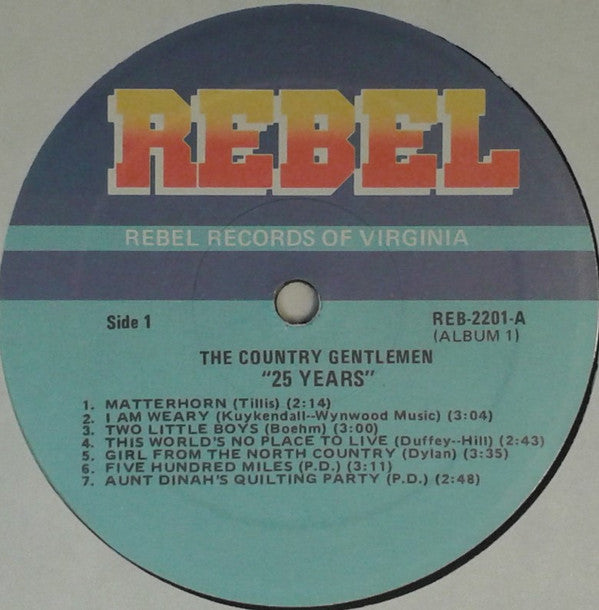 REBEL
REBEL RECORDS OF VIRGINIA
Side 1
REB-2201-A
(ALBUM 1)
THE COUNTRY GENTLEMEN
"25 YEARS"
1. MATTERHORN (Tillis) (2:14)
2. I AM WEARY (Kuykendall--Wynwood Music) (3:04)
3. TWO LITTLE BOYS (Boehm) (3:00)
4. THIS WORLD'S NO PLACE TO LIVE (Duffey--Hill) (2:43)
5. GIRL FROM THE NORTH COUNTRY (Dylan) (3:35)
6. FIVE HUNDRED MILES (P.D.) (3:11)
7. AUNT DINAH'S QUILTING PARTY (P.D.) (2:48)